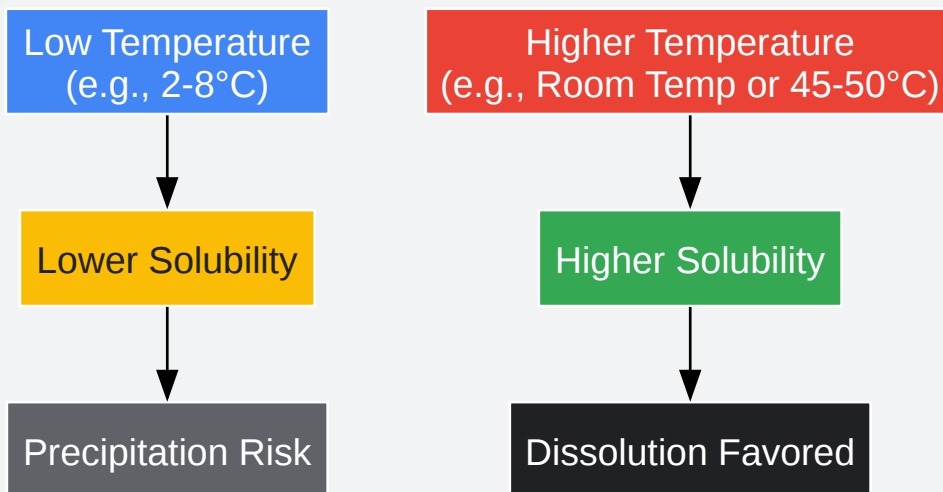 Low Temperature
(e.g., 2-8°C)
Higher Temperature
(e.g., Room Temp or 45-50°C)
Lower Solubility
Higher Solubility
Precipitation Risk
Dissolution Favored